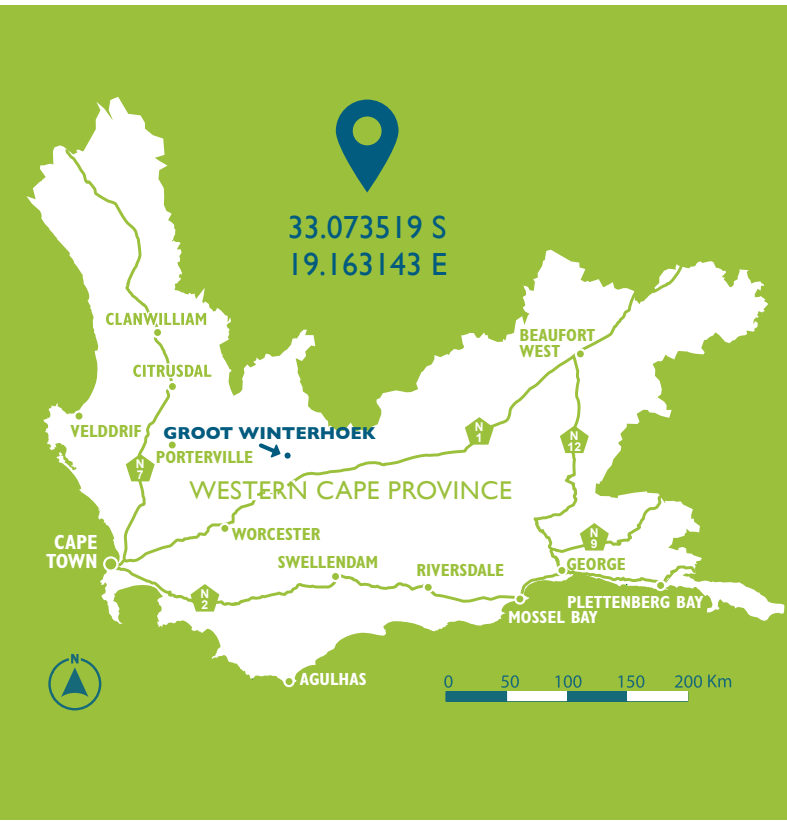 33.073519 S
19.163143 E
CLANWILLIAM
BEAUFORT
WEST
CITRUSDAL
VELDDRIF
GROOT WINTERHOEK
N
1
N
12
PORTERVILLE
N
7
WESTERN CAPE PROVINCE
WORCESTER
CAPE
TOWN
N
9
SWELLENDAM
RIVERSDALE
GEORGE
N
2
PLETTENBERG BAY
MOSSEL BAY
N
AGULHAS
0 50 100 150 200 Km